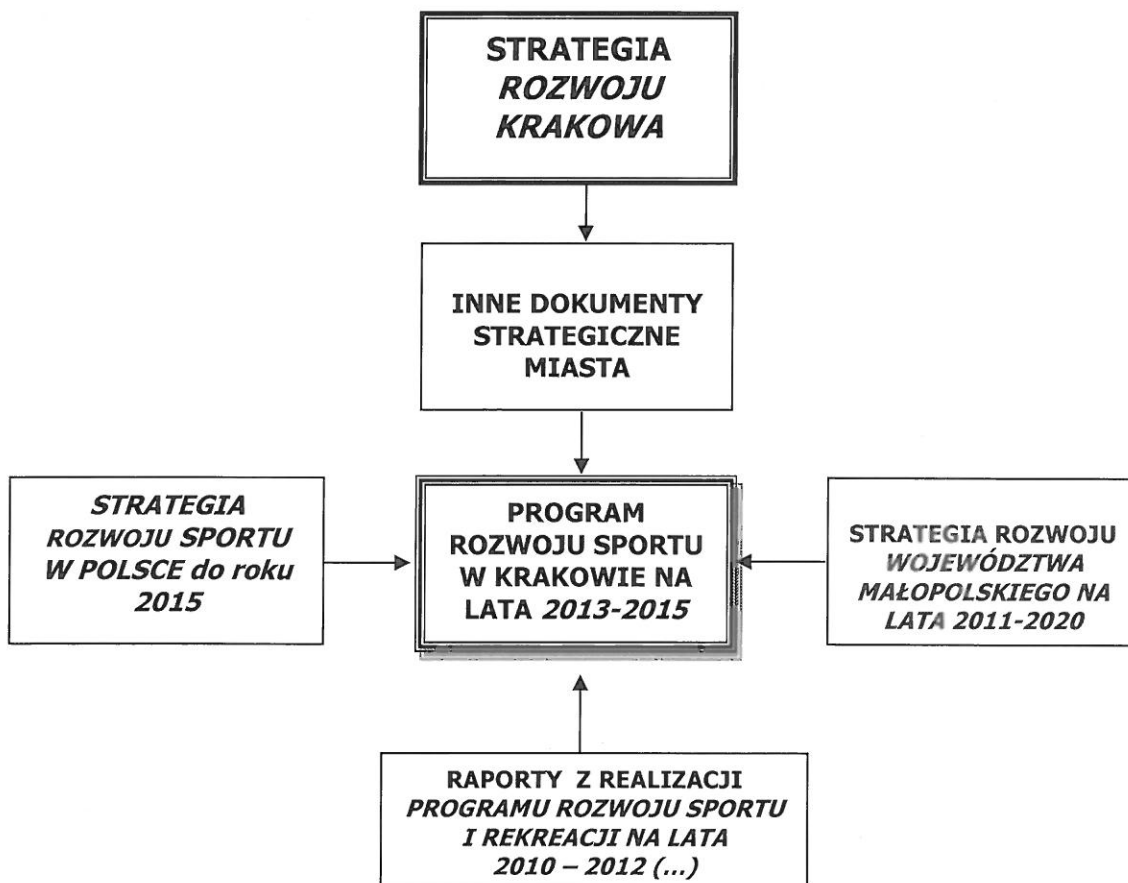 STRATEGIA
ROZWOJU
KRAKOWA
INNE DOKUMENTY
STRATEGICZNE
MIASTA
STRATEGIA
ROZWOJU SPORTU
W POLSCE do roku
2015
PROGRAM
ROZWOJU SPORTU
W KRAKOWIE NA
LATA 2013-2015
STRATEGIA ROZWOJU
WOJEWÓDZTWA
MAŁOPOLSKIEGO NA
LATA 2011-2020
RAPORTY Z REALIZACJI
PROGRAMU ROZWOJU SPORTU
I REKREACJI NA LATA
2010 – 2012 (...)